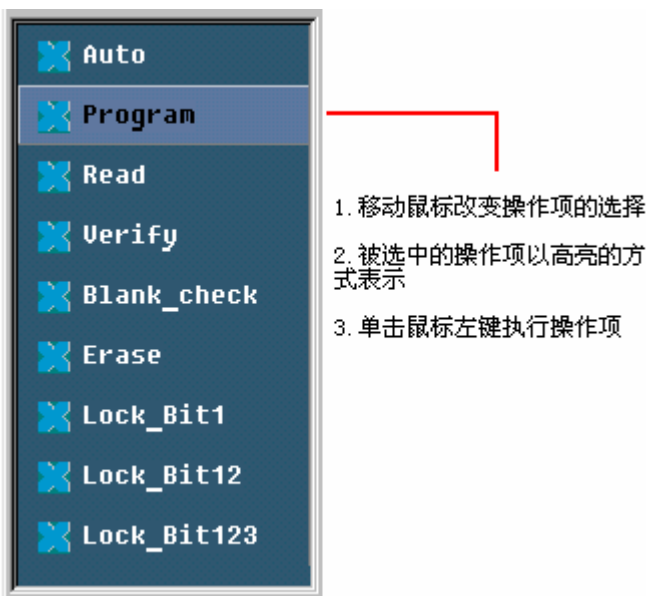 Auto
Program
Read
Verify
Blank_check
Erase
Lock_Bit1
Lock_Bit12
Lock_Bit123
1.移动鼠标改变操作项的选择
2.被选中的操作项以高亮的方
式表示
3.单击鼠标左键执行操作项